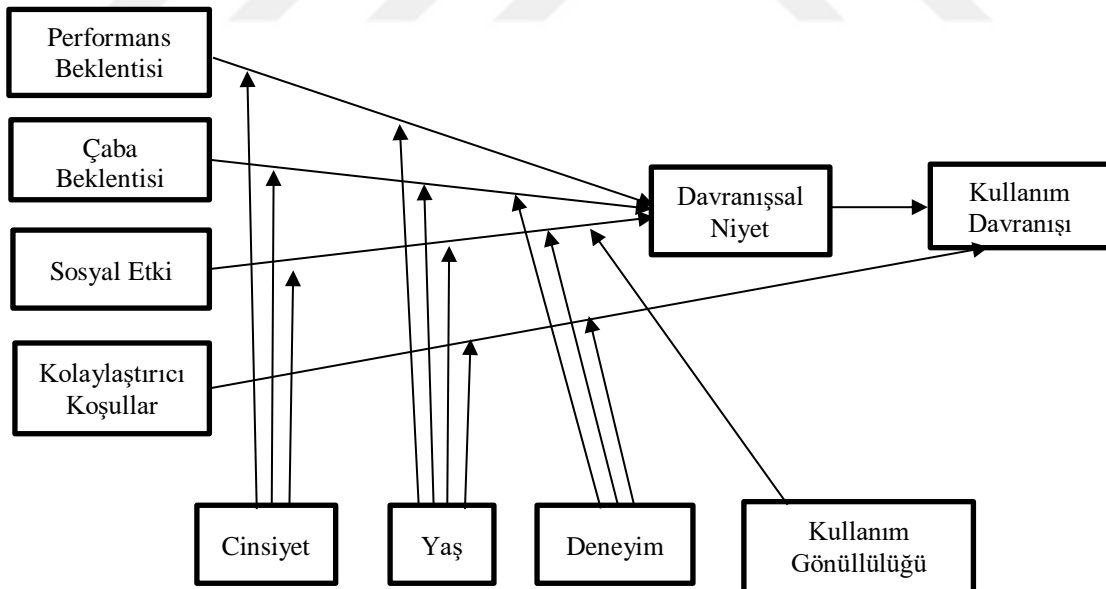 Performans
Beklentisi
Çaba
Beklentisi
Sosyal Etki
Kolaylaştırıcı
Koşullar
Davranışsal
Niyet
Kullanım
Davranışı
Cinsiyet
Yaş
Deneyim
Kullanım
Gönüllülüğü